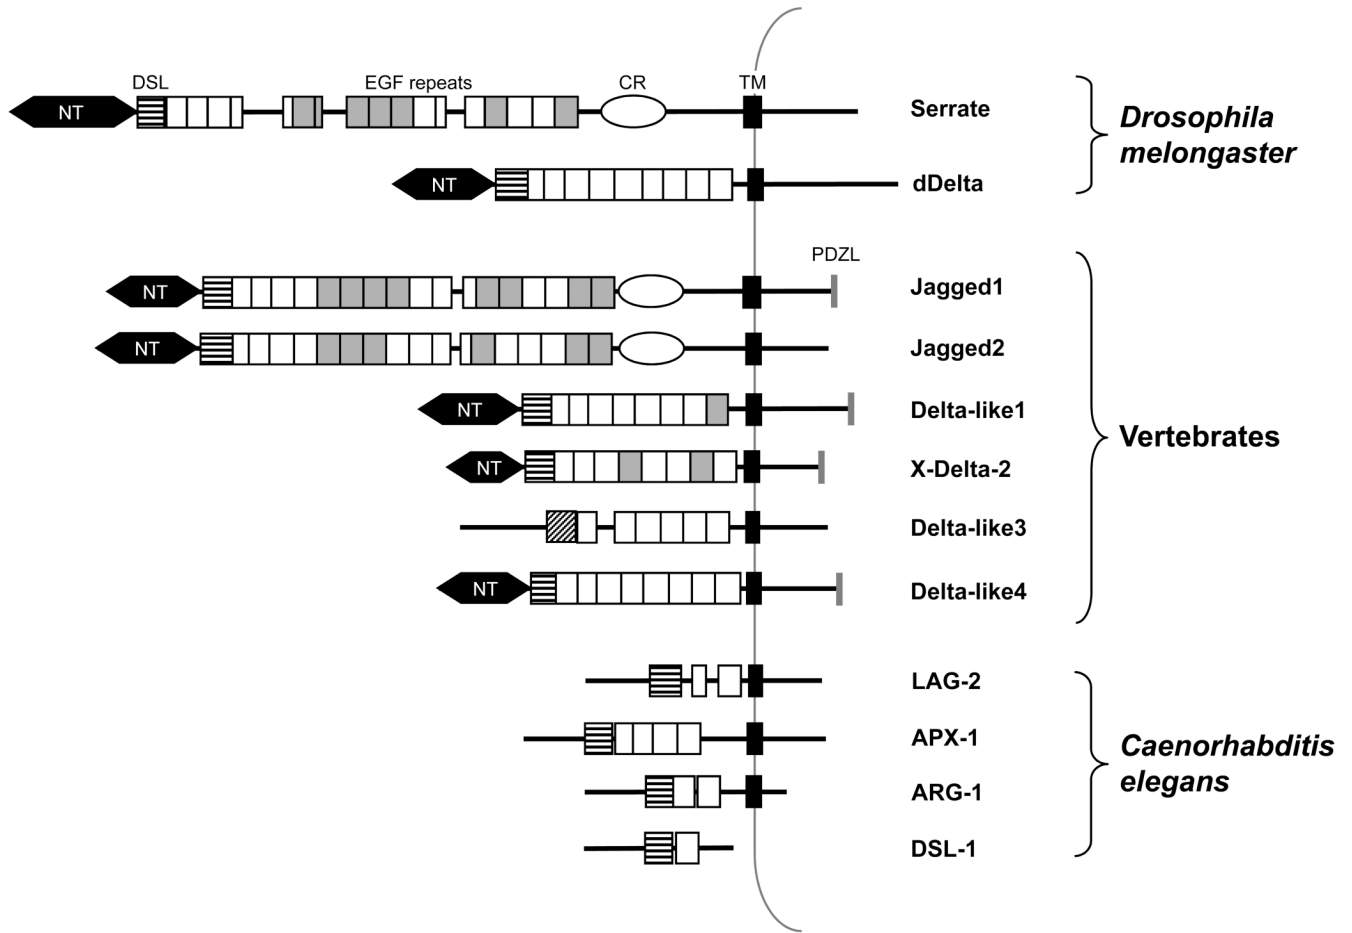 DSL EGF repeats CR TM
NT Serrate
Drosophila
melongaster
NT dDelta
PDZL
NT Jagged1
NT Jagged2
NT Delta-like1
Vertebrates
NT X-Delta-2
Delta-like3
NT Delta-like4
LAG-2
APX-1
Caenorhabditis
elegans
ARG-1
DSL-1